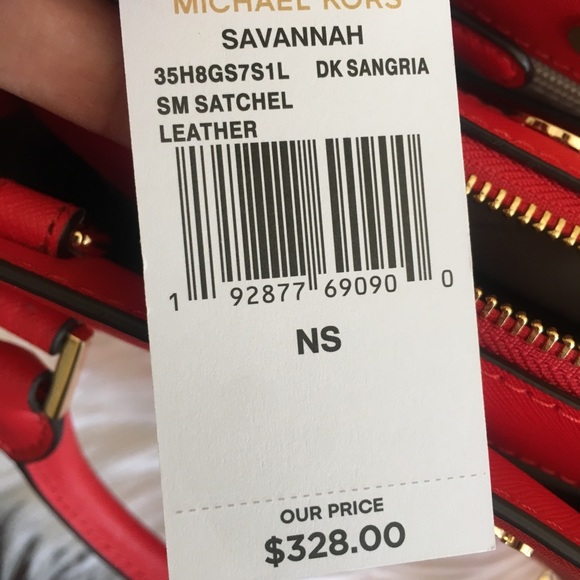 MICHAEL KORS
SAVANNAH
35H8GS7S1L DK SANGRIA
SM SATCHEL
LEATHER
1 92877 69090 0
NS
OUR PRICE
$328.00